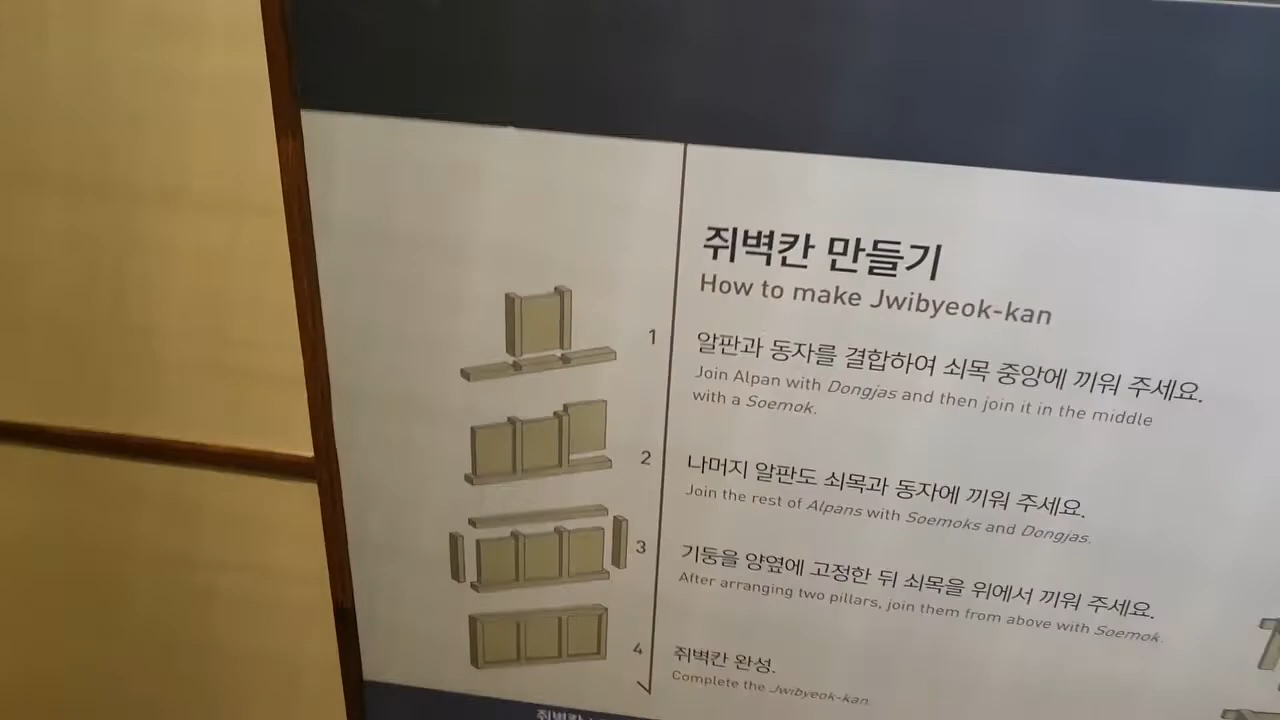 쥐벽칸 만들기
How to make Jwibyeok-kan
1
알판과 동자를 결합하여 쇠목 중앙에 끼워 주세요.
Join Alpan with Dongjas and then join it in the middle
with a Soemok.
2
나머지 알판도 쇠목과 동자에 끼워 주세요.
Join the rest of Alpans with Soemoks and Dongjas.
3
기둥을 양옆에 고정한 뒤 쇠목을 위에서 끼워 주세요.
After arranging two pillars, join them from above with Soemok.
4
쥐벽칸 완성.
Complete the Jwibyeok-kan.
쥐벽칸